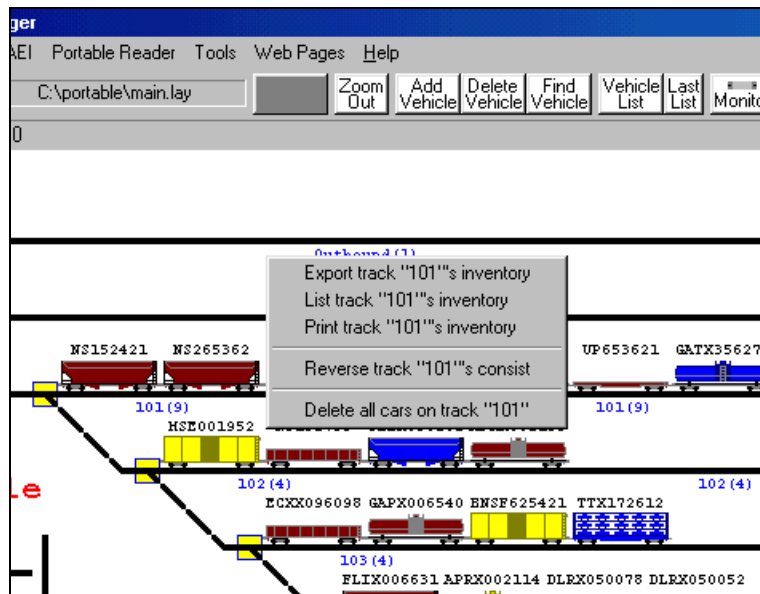 ger
AEI Portable Reader Tools Web Pages Help
C:\portable\main.lay
Zoom Out Add Vehicle Delete Vehicle Find Vehicle Vehicle List Last List Monito
0
Outbound(1)
Export track "101"'s inventory
List track "101"'s inventory
Print track "101"'s inventory
Reverse track "101"'s consist
Delete all cars on track "101"
NS152421 NS265362 UP653621 GATX35627
101(9) 101(9)
HSE001952
102(4) 102(4)
le
ECXX096098 GAPX006540 BNSF625421 TTX172612
103(4)
FLIX006631 APRX002114 DLRX050078 DLRX050052